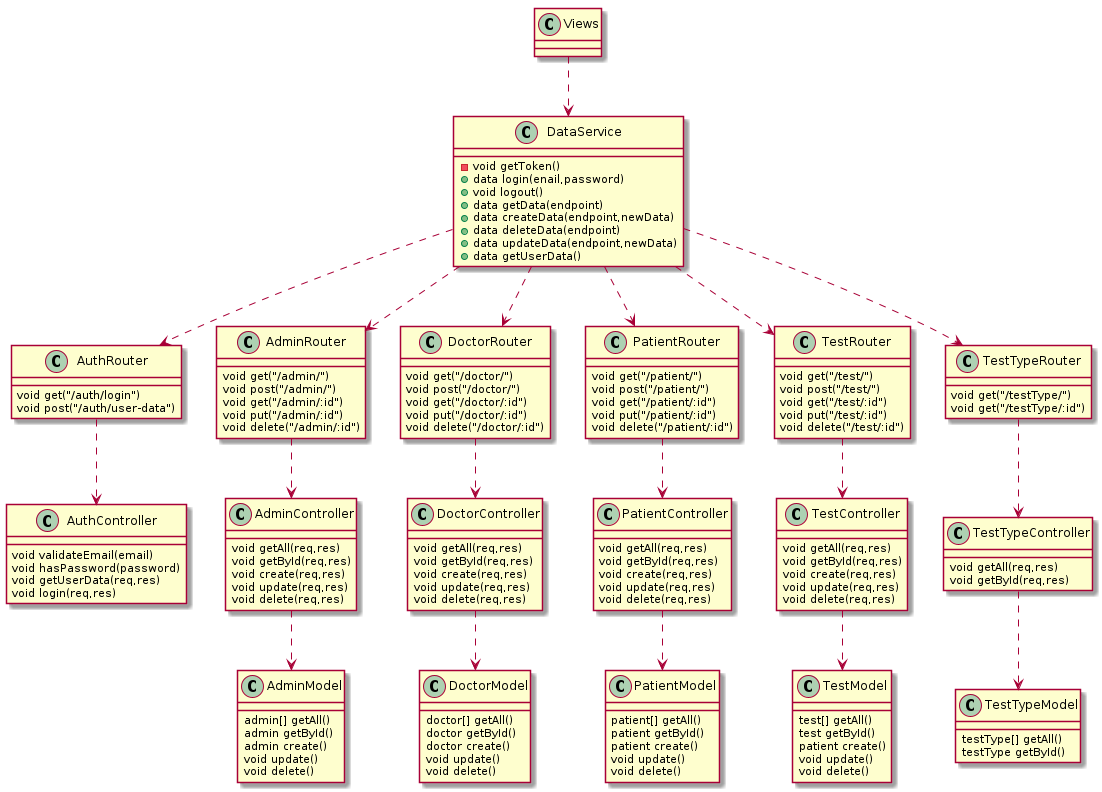 C Views
C DataService
void getToken()
data login(enail,password)
void logout()
data getData(endpoint)
data createData(endpoint,newData)
data deleteData(endpoint)
data updateData(endpoint,newData)
data getUserData()
C AuthRouter
void get("/auth/login")
void post("/auth/user-data")
C AdminRouter
void get("/admin/")
void post("/admin/")
void get("/admin/:id")
void put("/admin/:id")
void delete("/admin/:id")
C DoctorRouter
void get("/doctor/")
void post("/doctor/")
void get("/doctor/:id")
void put("/doctor/:id")
void delete("/doctor/:id")
C PatientRouter
void get("/patient/")
void post("/patient/")
void get("/patient/:id")
void put("/patient/:id")
void delete("/patient/:id")
C TestRouter
void get("/test/")
void post("/test/")
void get("/test/:id")
void put("/test/:id")
void delete("/test/:id")
C TestTypeRouter
void get("/testType/")
void get("/testType/:id")
C AuthController
void validateEmail(email)
void hasPassword(password)
void getUserData(req,res)
void login(req,res)
C AdminController
void getAll(req,res)
void getById(req,res)
void create(req,res)
void update(req,res)
void delete(req,res)
C DoctorController
void getAll(req,res)
void getById(req,res)
void create(req,res)
void update(req,res)
void delete(req,res)
C PatientController
void getAll(req,res)
void getById(req,res)
void create(req,res)
void update(req,res)
void delete(req,res)
C TestController
void getAll(req,res)
void getById(req,res)
void create(req,res)
void update(req,res)
void delete(req,res)
C TestTypeController
void getAll(req,res)
void getById(req,res)
C AdminModel
admin[] getAll()
admin getById()
admin create()
void update()
void delete()
C DoctorModel
doctor[] getAll()
doctor getById()
doctor create()
void update()
void delete()
C PatientModel
patient[] getAll()
patient getById()
patient create()
void update()
void delete()
C TestModel
test[] getAll()
test getById()
patient create()
void update()
void delete()
C TestTypeModel
testType[] getAll()
testType getById()